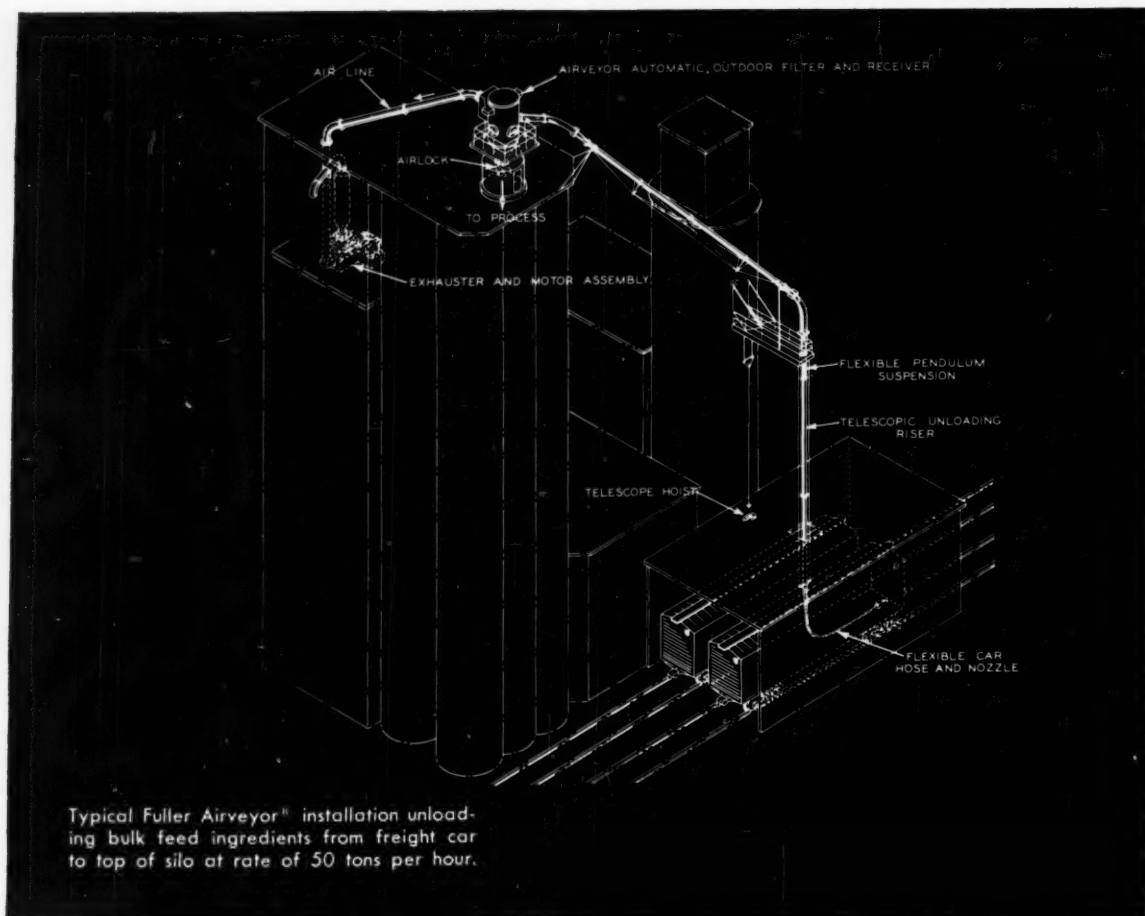 AIR LINE
AIRVEYOR AUTOMATIC, OUTDOOR FILTER AND RECEIVER
AIRLOCK
TO PROCESS
EXHAUSTER AND MOTOR ASSEMBLY
FLEXIBLE PENDULUM
SUSPENSION
TELESCOPIC UNLOADING
RISER
TELESCOPE HOIST
FLEXIBLE CAR
HOSE AND NOZZLE
Typical Fuller Airveyor® installation unload-
ing bulk feed ingredients from freight car
to top of silo at rate of 50 tons per hour.